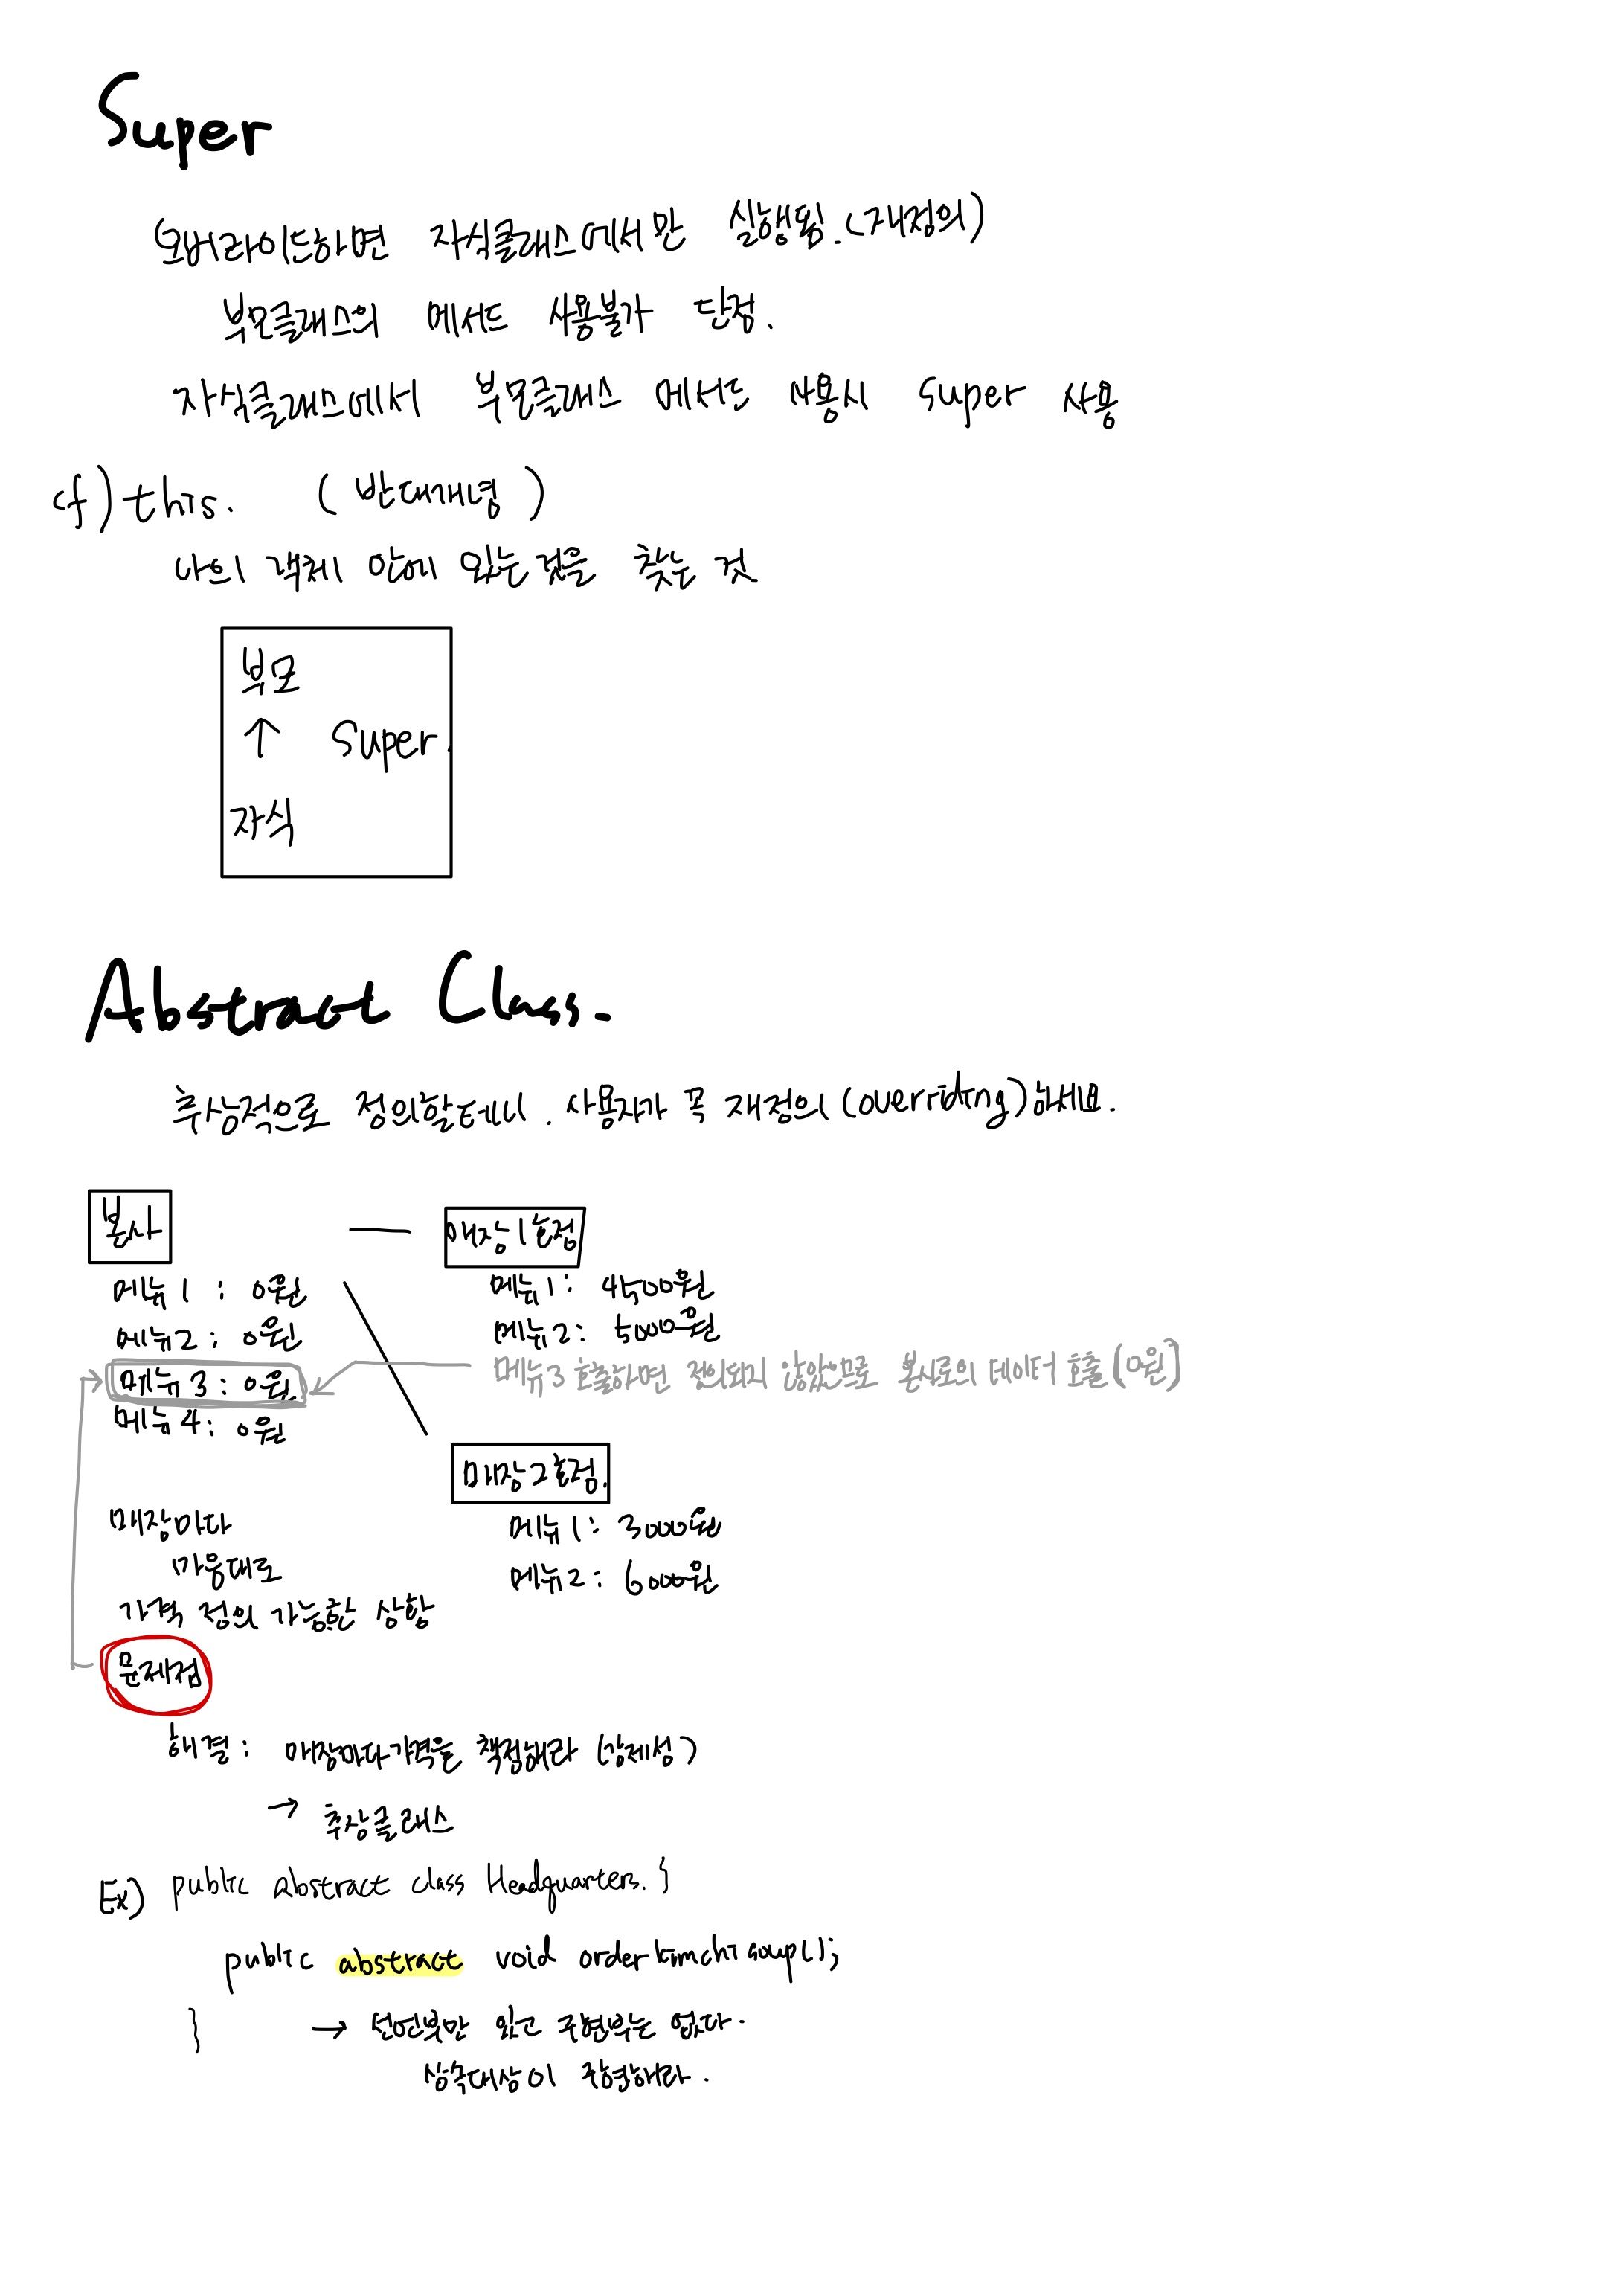 Super
오버라이드하면 자식클래스에서만 실행됨.(재정의)
부모클래스의 메서드 사용불가 단점.
자식클래스에서 부모클래스 메서드 사용시 super 사용
cf) this. (반대개념)
나의 객체 안에 있는것을 찾는 것.
부모
↑ super.
자식
Abstract Class.
추상적으로 정의할테니. 사용자가 꼭 재정의(overriding)하세요.
본사
메뉴1 : 0원
메뉴2 : 0원
메뉴3 : 0원
메뉴4 : 0원
매장1호점
메뉴1 : 4500원
메뉴2 : 5000원
메뉴3 호출하면 정의되지 않았으므로 본사로의 데이터 호출(0원)
매장2호점.
메뉴1 : 3000원
메뉴2 : 6000원
매장마다
마음대로
가격 정의 가능한 상황
문제점
해결 : 매장마다 가격을 책정해라 (강제성)
→ 추상클래스
Ex) public abstract class Headquarters. {
public abstract void orderkimchisoup();
}
→ 선언부만 있고 구현부는 없다.
상속대상이 구현해라.